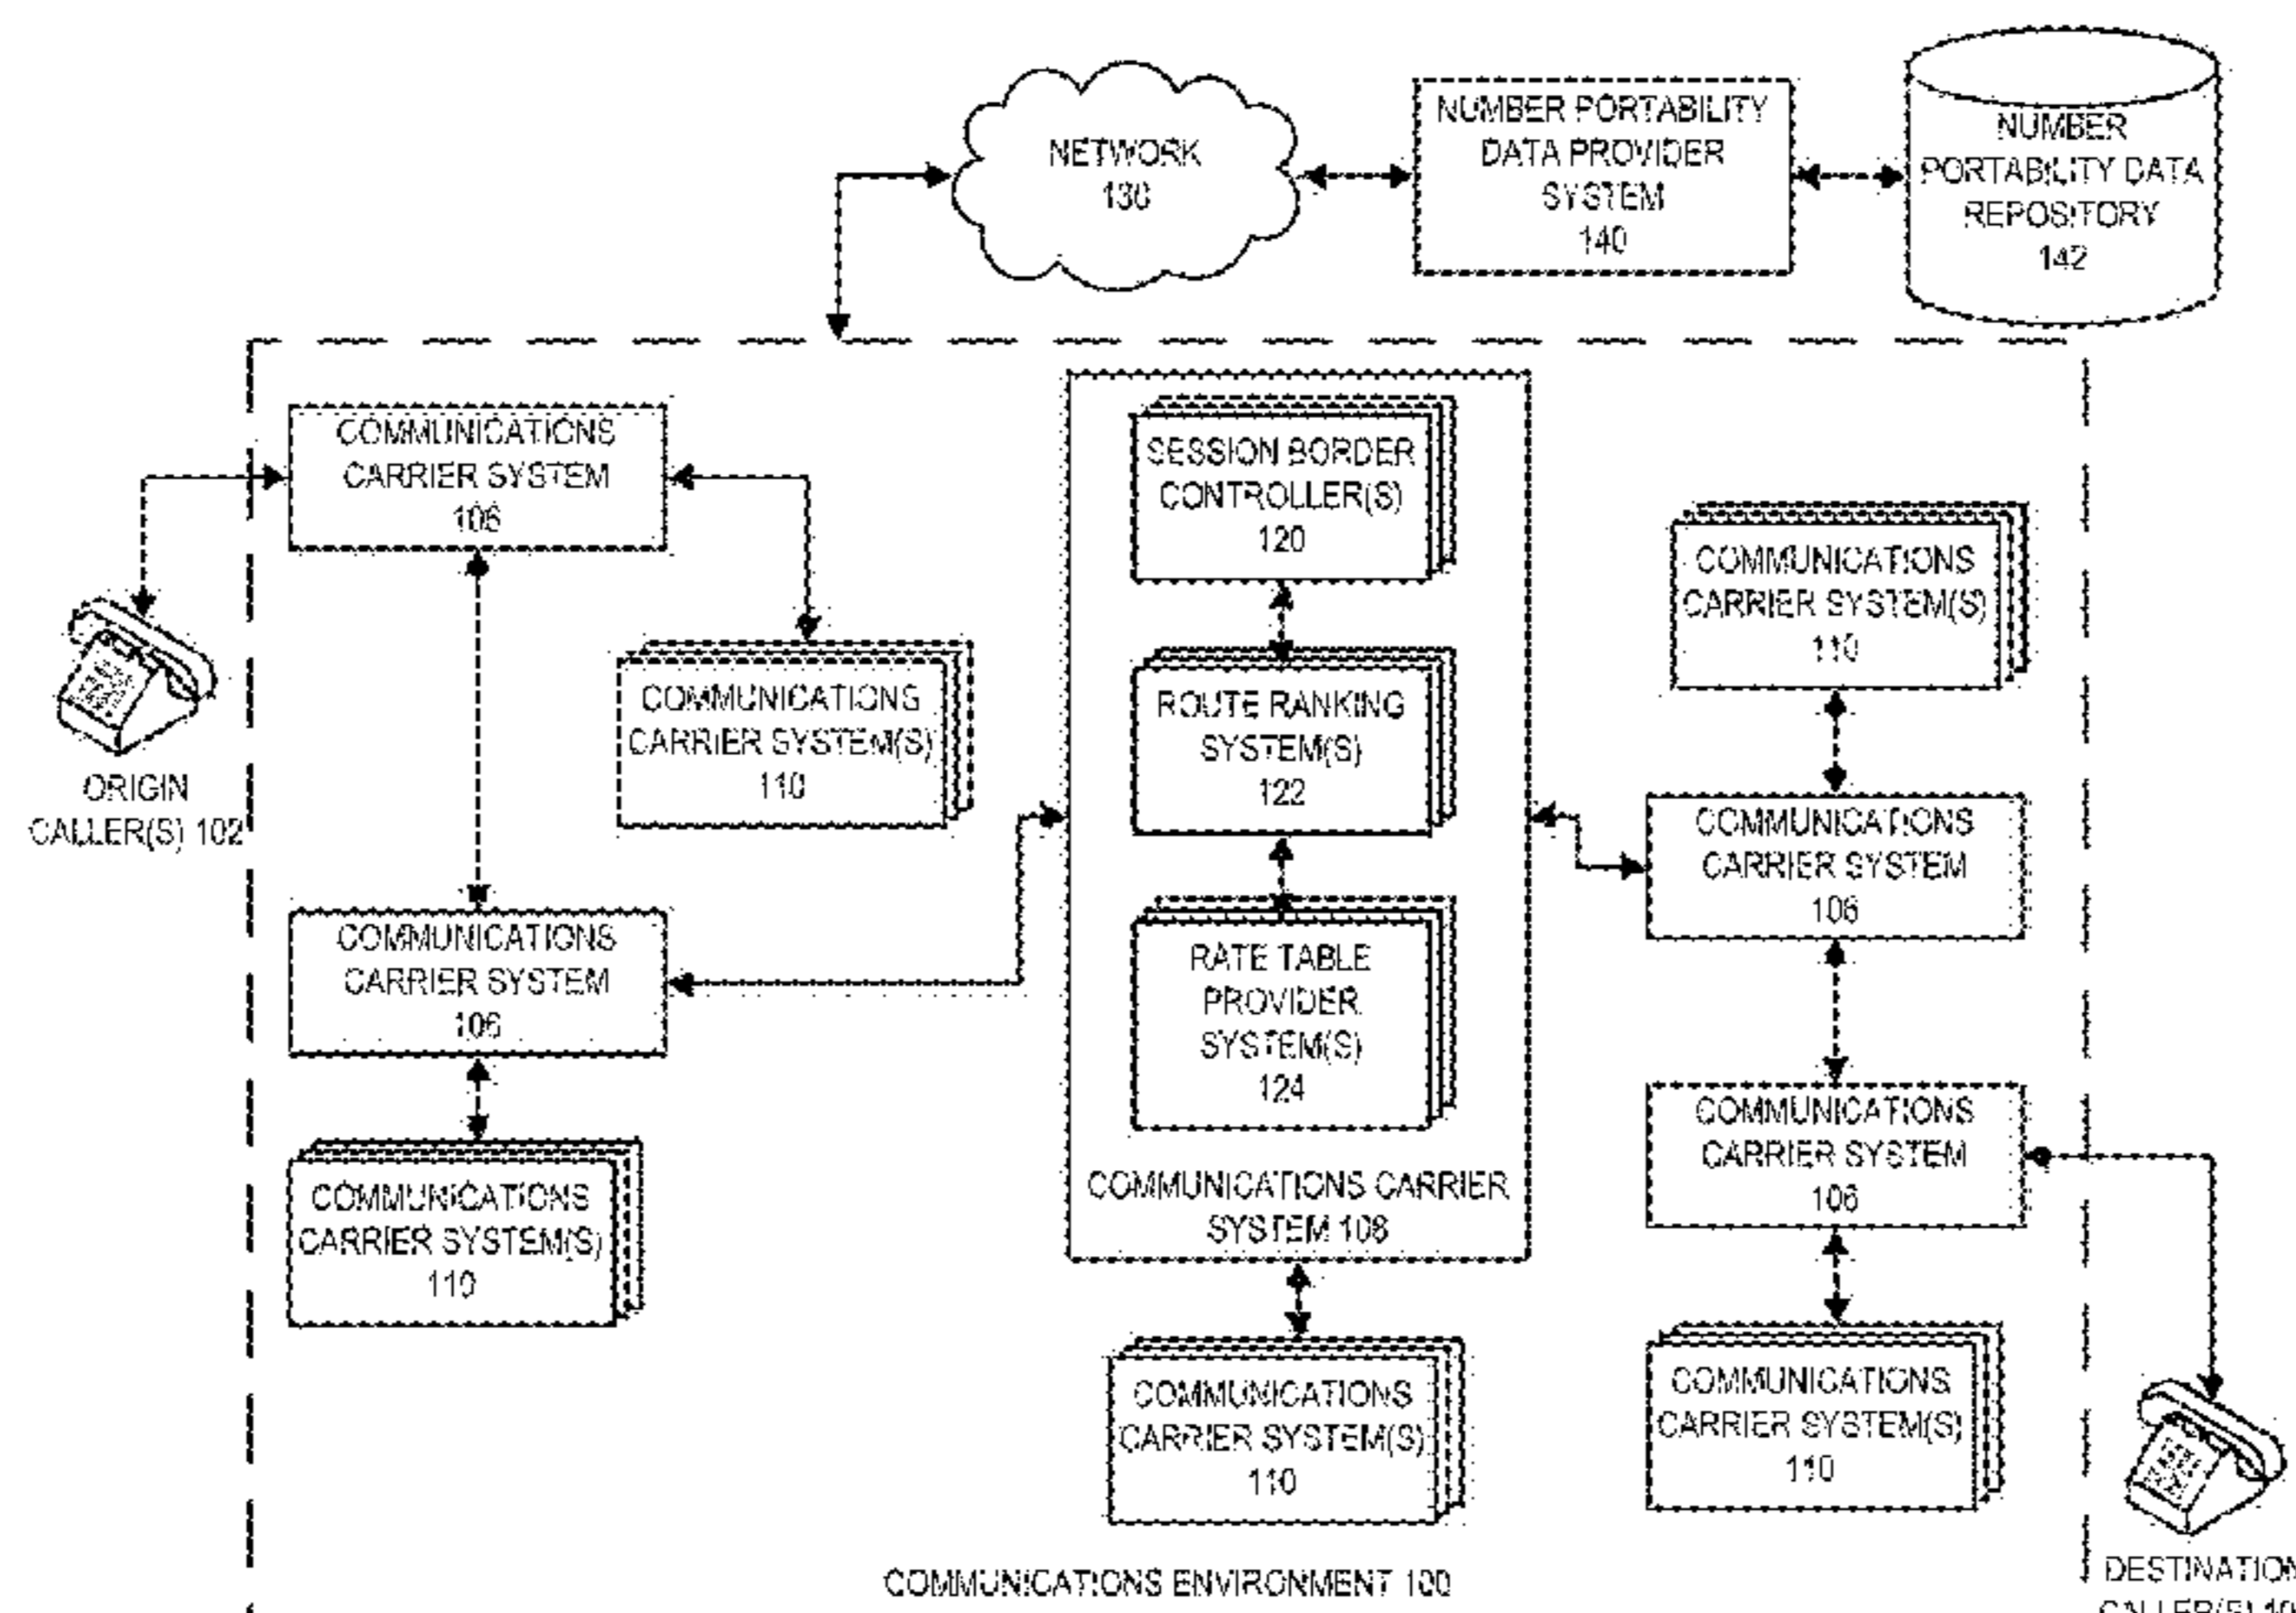 NETWORK
130
NUMBER PORTABILITY
DATA PROVIDER
SYSTEM
140
NUMBER
PORTABILITY DATA
REPOSITORY
142
COMMUNICATIONS
CARRIER SYSTEM
106
SESSION BORDER
CONTROLLER(S)
120
COMMUNICATIONS
CARRIER SYSTEM(S)
110
ORIGIN
CALLER(S) 102
COMMUNICATIONS
CARRIER SYSTEM(S)
110
ROUTE RANKING
SYSTEM(S)
122
COMMUNICATIONS
CARRIER SYSTEM
106
COMMUNICATIONS
CARRIER SYSTEM
106
RATE TABLE
PROVIDER
SYSTEM(S)
124
COMMUNICATIONS
CARRIER SYSTEM
106
COMMUNICATIONS
CARRIER SYSTEM(S)
110
COMMUNICATIONS CARRIER
SYSTEM 108
COMMUNICATIONS
CARRIER SYSTEM(S)
110
COMMUNICATIONS
CARRIER SYSTEM(S)
110
COMMUNICATIONS ENVIRONMENT 100
DESTINATION
CALLER(S)